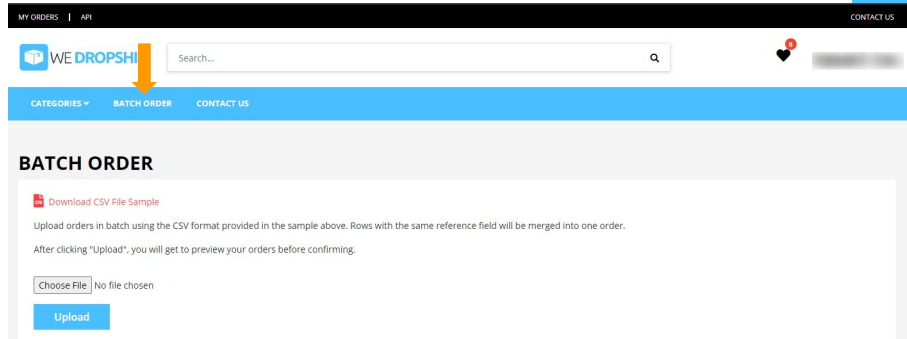 MY ORDERS | API CONTACT US
WE DROPSHI
Search...
8
CATEGORIES BATCH ORDER CONTACT US
BATCH ORDER
CSV Download CSV File Sample
Upload orders in batch using the CSV format provided in the sample above. Rows with the same reference field will be merged into one order.
After clicking "Upload", you will get to preview your orders before confirming.
Choose File No file chosen
Upload